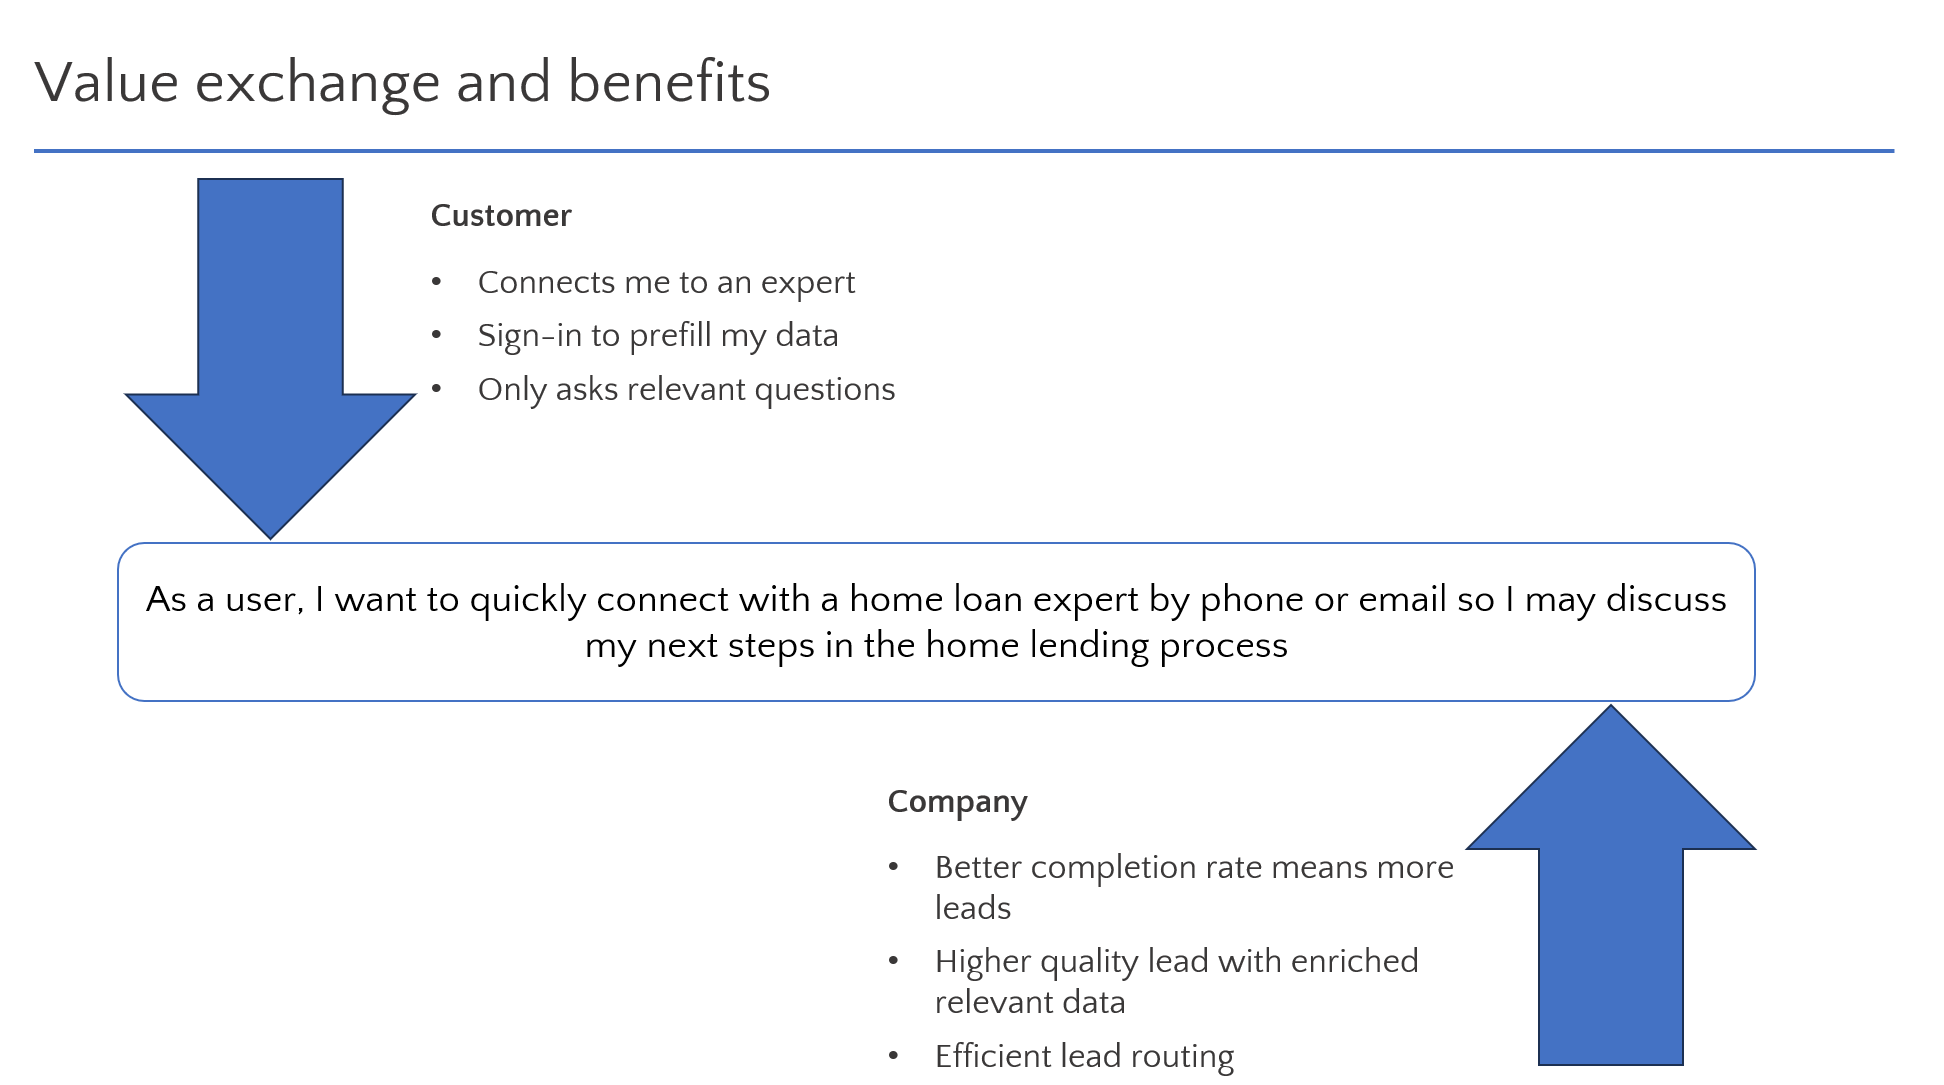 Value exchange and benefits
Customer
• Connects me to an expert
• Sign-in to prefill my data
• Only asks relevant questions
As a user, I want to quickly connect with a home loan expert by phone or email so I may discuss
my next steps in the home lending process
Company
• Better completion rate means more
leads
• Higher quality lead with enriched
relevant data
• Efficient lead routing